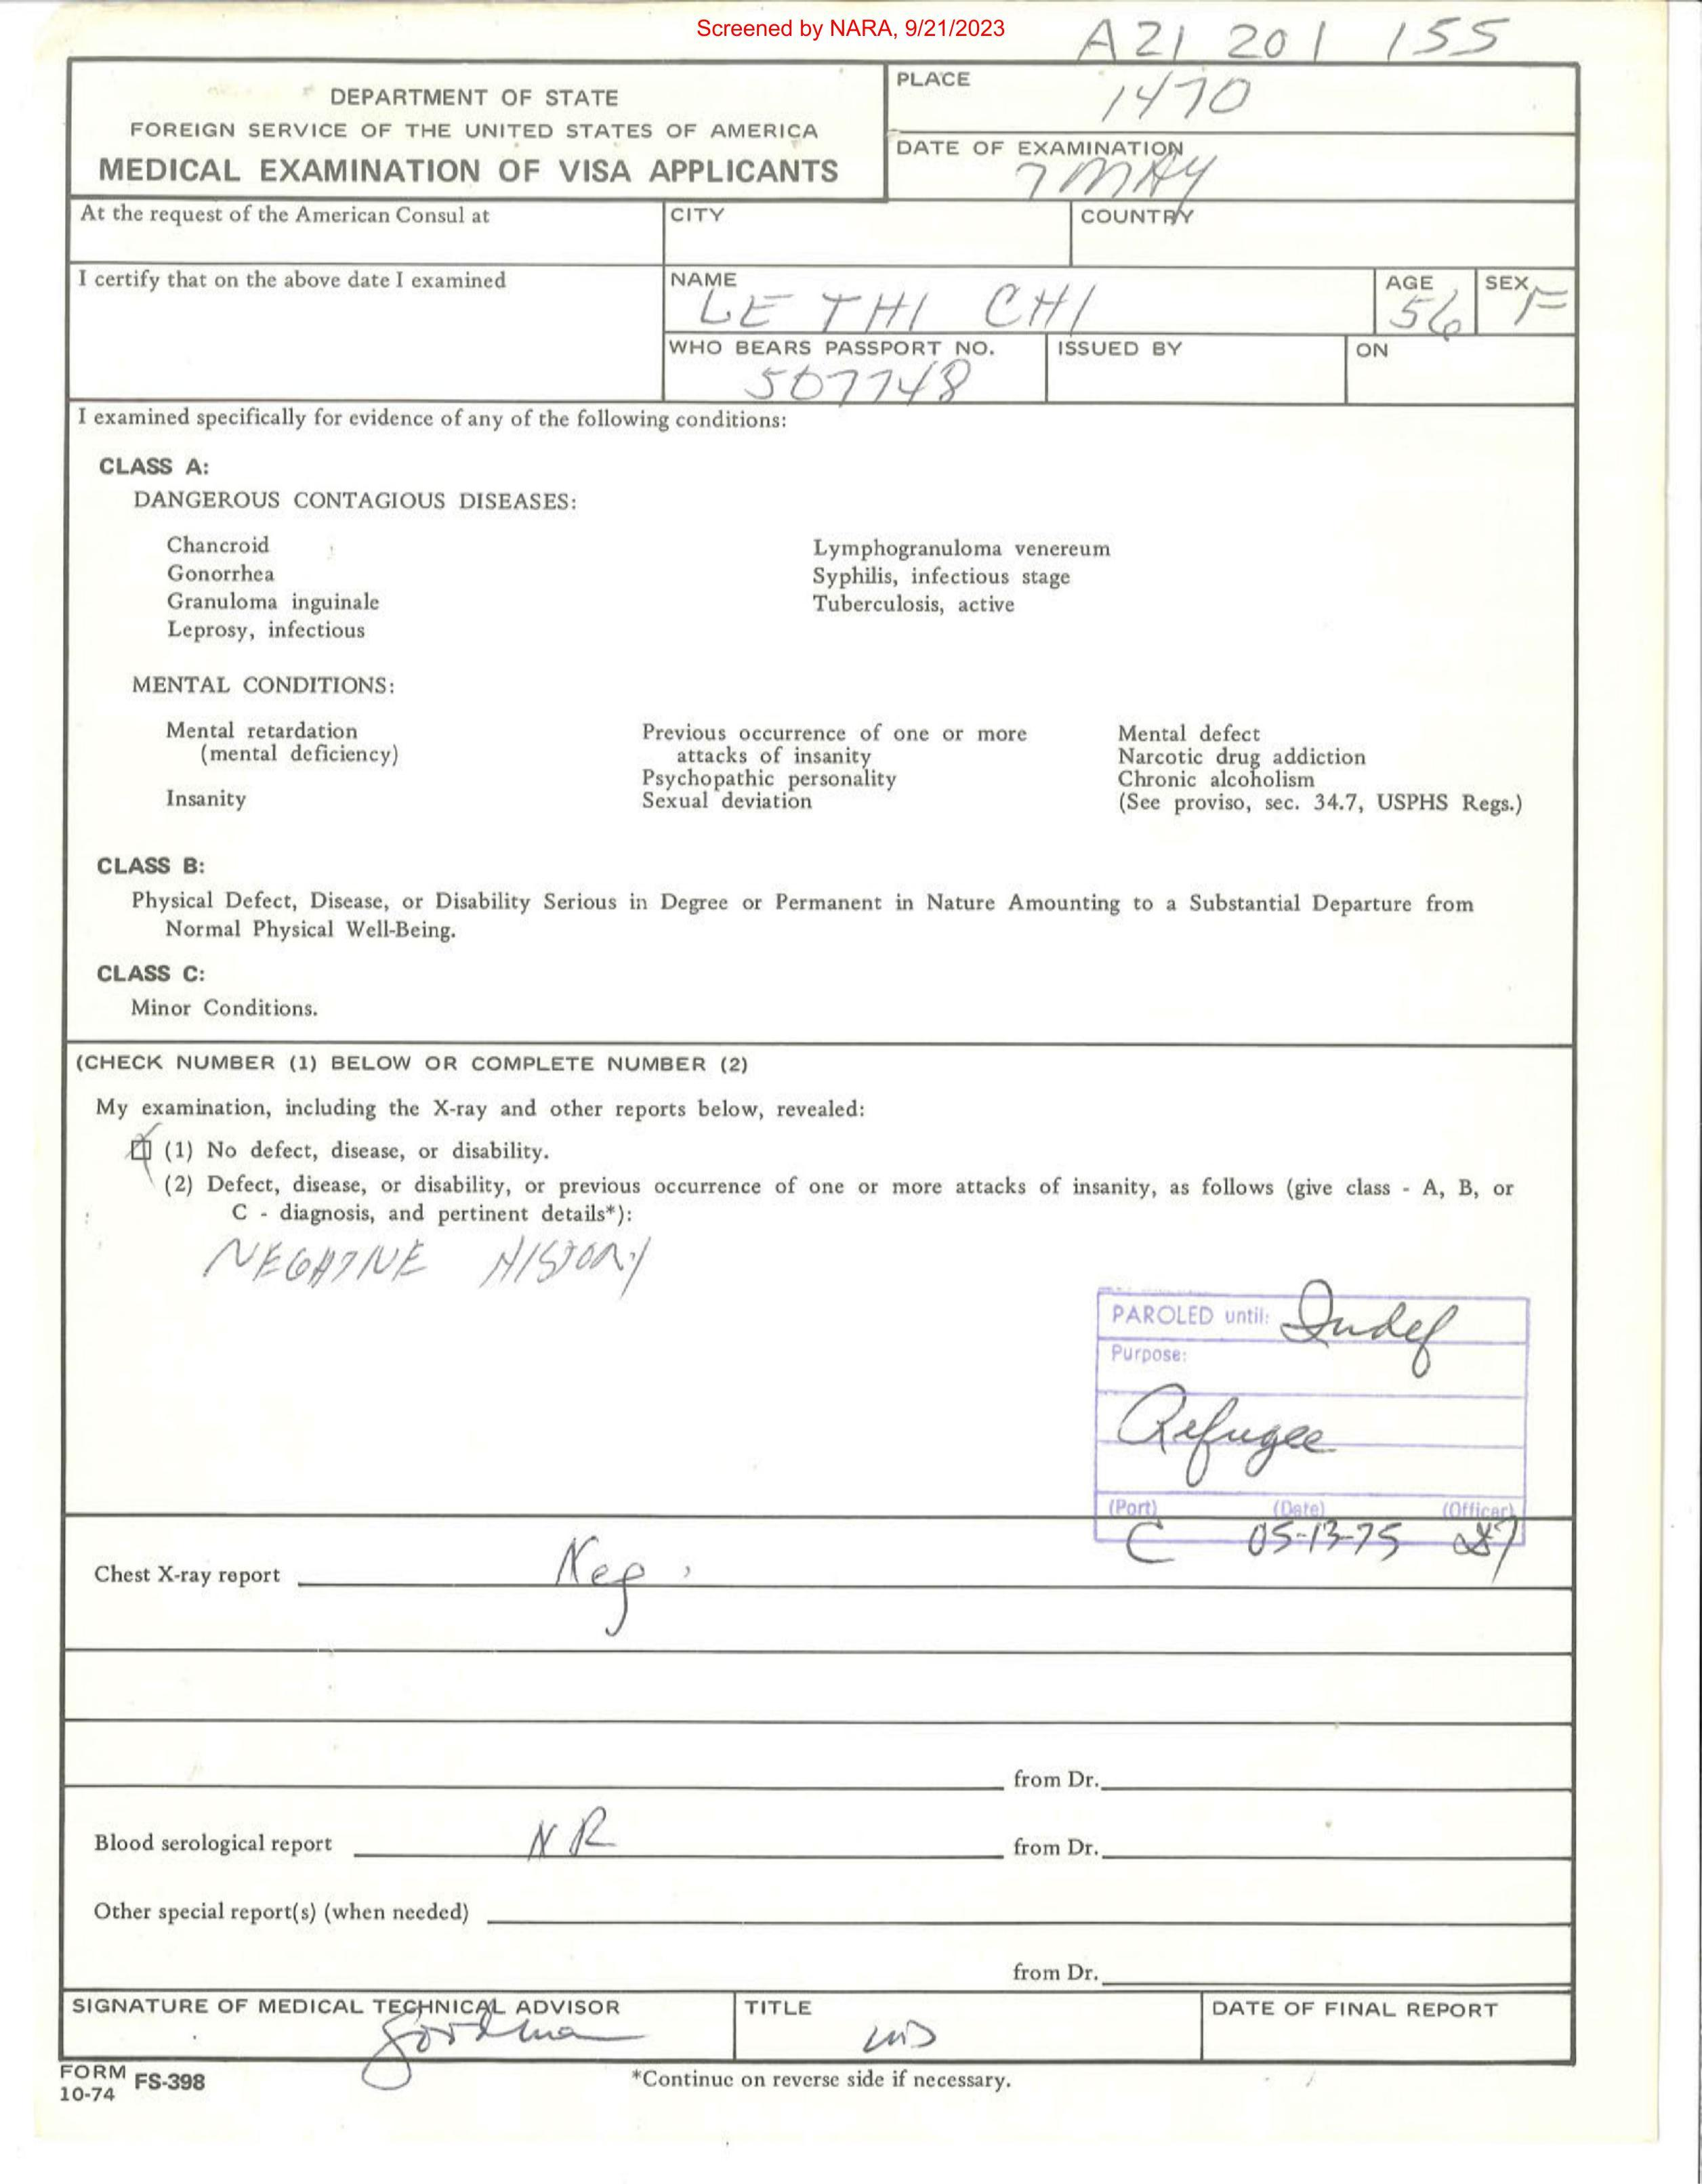 Screened by NARA, 9/21/2023
A21 201 155
DEPARTMENT OF STATE
FOREIGN SERVICE OF THE UNITED STATES OF AMERICA
MEDICAL EXAMINATION OF VISA APPLICANTS
PLACE
1470
DATE OF EXAMINATION
7 MAY
At the request of the American Consul at
CITY
COUNTRY
I certify that on the above date I examined
NAME
LE THI CHI
AGE
56
SEX
F
WHO BEARS PASSPORT NO.
507748
ISSUED BY
ON
I examined specifically for evidence of any of the following conditions:
CLASS A:
DANGEROUS CONTAGIOUS DISEASES:
Chancroid
Gonorrhea
Granuloma inguinale
Leprosy, infectious
Lymphogranuloma venereum
Syphilis, infectious stage
Tuberculosis, active
MENTAL CONDITIONS:
Mental retardation
(mental deficiency)
Insanity
Previous occurrence of one or more
attacks of insanity
Psychopathic personality
Sexual deviation
Mental defect
Narcotic drug addiction
Chronic alcoholism
(See proviso, sec. 34.7, USPHS Regs.)
CLASS B:
Physical Defect, Disease, or Disability Serious in Degree or Permanent in Nature Amounting to a Substantial Departure from
Normal Physical Well-Being.
CLASS C:
Minor Conditions.
(CHECK NUMBER (1) BELOW OR COMPLETE NUMBER (2)
My examination, including the X-ray and other reports below, revealed:
(1) No defect, disease, or disability.
(2) Defect, disease, or disability, or previous occurrence of one or more attacks of insanity, as follows (give class - A, B, or
C - diagnosis, and pertinent details*):
NEGATIVE HISTORY
PAROLED until: Indef
Purpose:
Refugee
(Port) (Date) (Officer)
C 05-13-75
Chest X-ray report Neg.
from Dr.
Blood serological report NR from Dr.
Other special report(s) (when needed)
from Dr.
SIGNATURE OF MEDICAL TECHNICAL ADVISOR
TITLE
MD
DATE OF FINAL REPORT
FORM
10-74 FS-398
*Continue on reverse side if necessary.